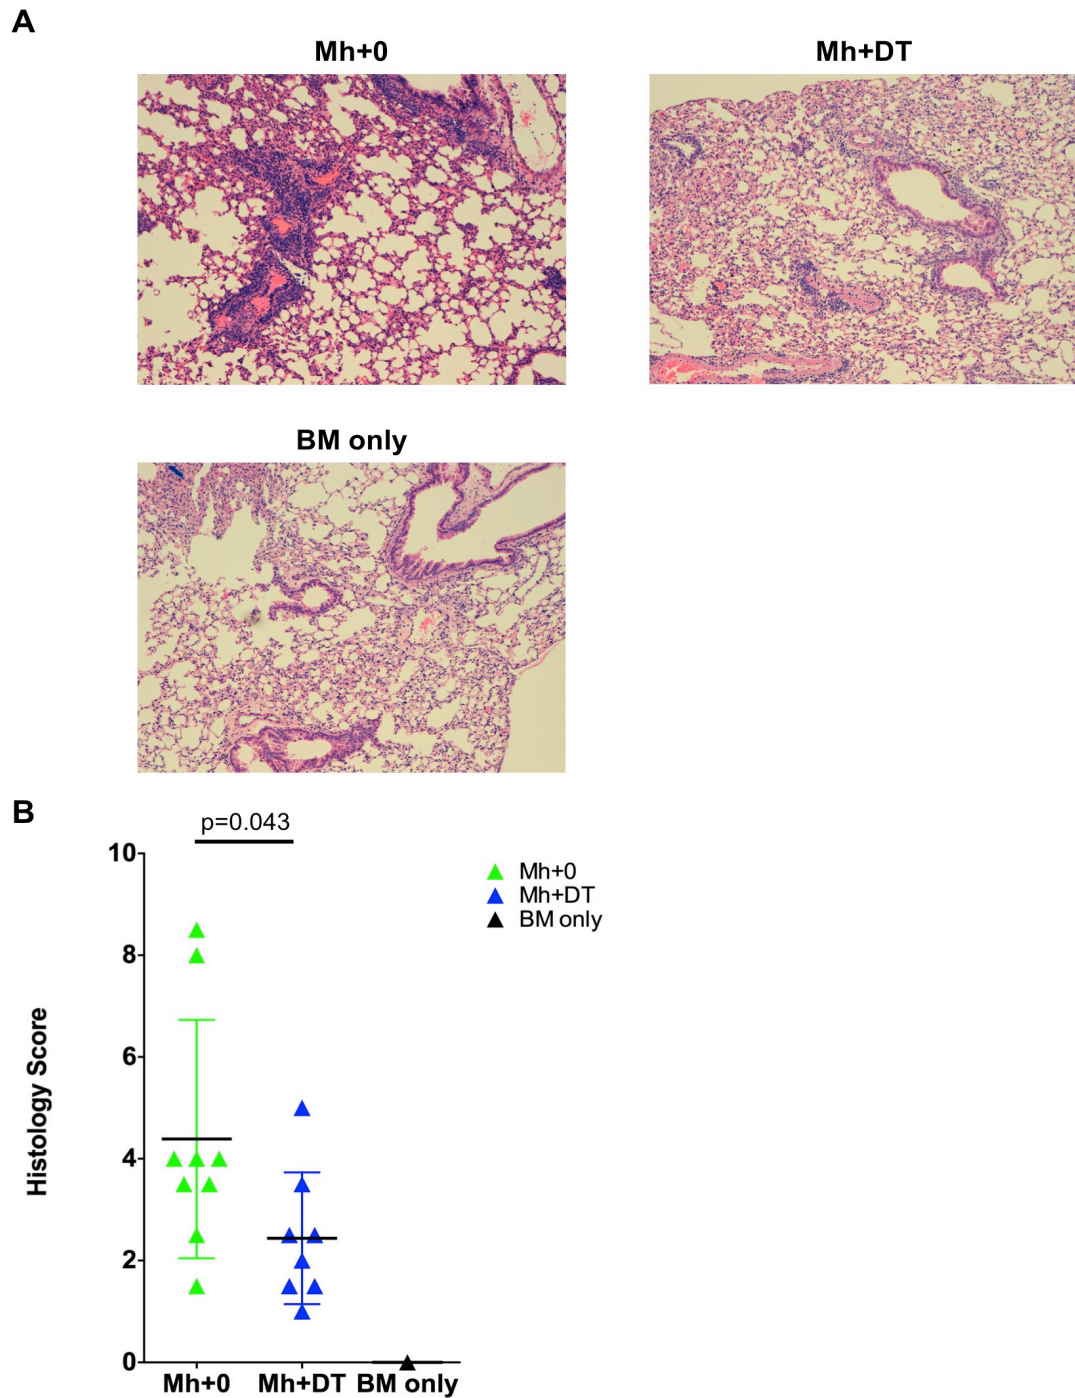 A
Mh+0
Mh+DT
BM only
B
p=0.043
10
8
6
4
2
0
Histology Score
Mh+0
Mh+DT
BM only
Mh+0 Mh+DT BM only